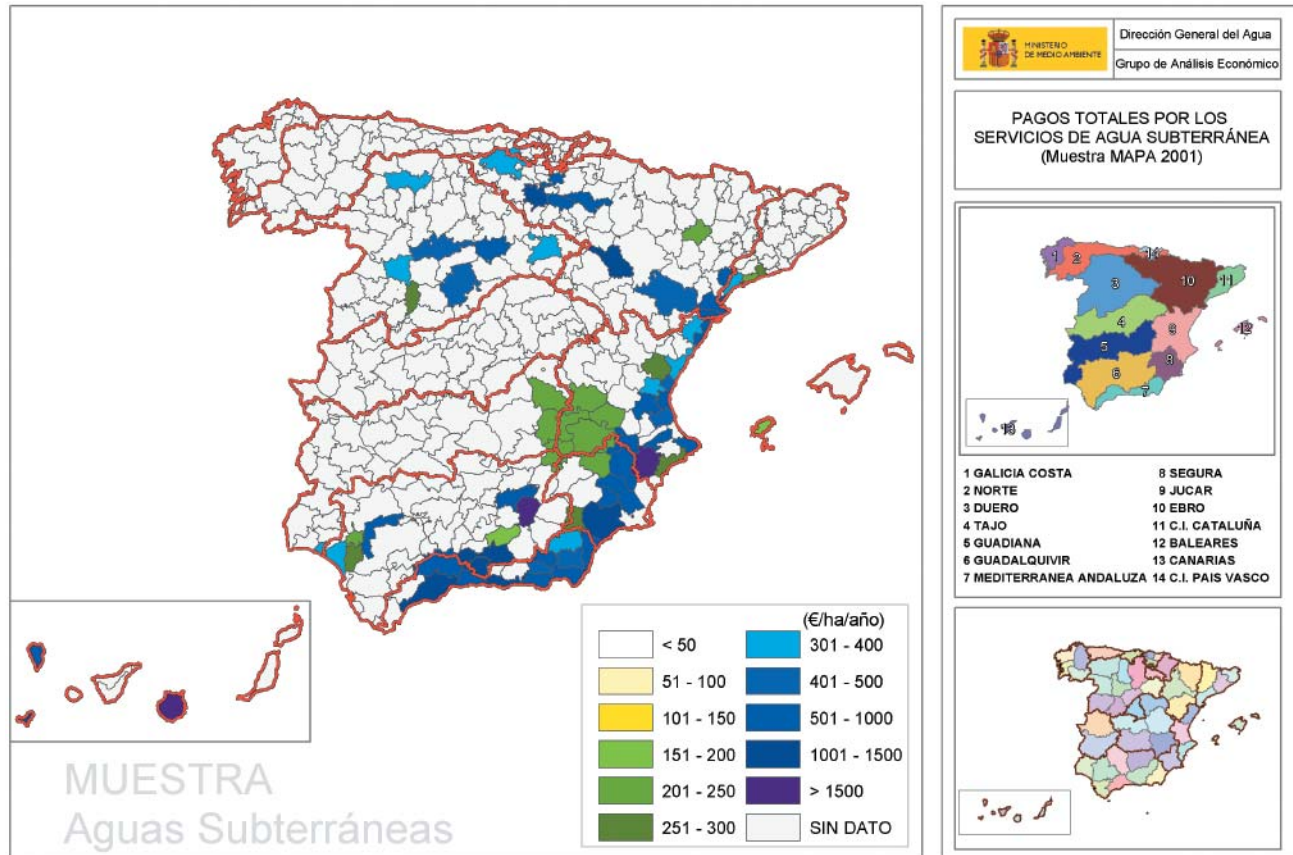 MINISTERIO
DE MEDIO AMBIENTE
Dirección General del Agua
Grupo de Análisis Económico
PAGOS TOTALES POR LOS
SERVICIOS DE AGUA SUBTERRÁNEA
(Muestra MAPA 2001)
1
2
14
3
10
11
4
9
12
5
8
6
7
13
1 GALICIA COSTA
2 NORTE
3 DUERO
4 TAJO
5 GUADIANA
6 GUADALQUIVIR
7 MEDITERRANEA ANDALUZA
8 SEGURA
9 JUCAR
10 EBRO
11 C.I. CATALUÑA
12 BALEARES
13 CANARIAS
14 C.I. PAIS VASCO
(€/ha/año)
< 50
51 - 100
101 - 150
151 - 200
201 - 250
251 - 300
301 - 400
401 - 500
501 - 1000
1001 - 1500
> 1500
SIN DATO
MUESTRA
Aguas Subterráneas